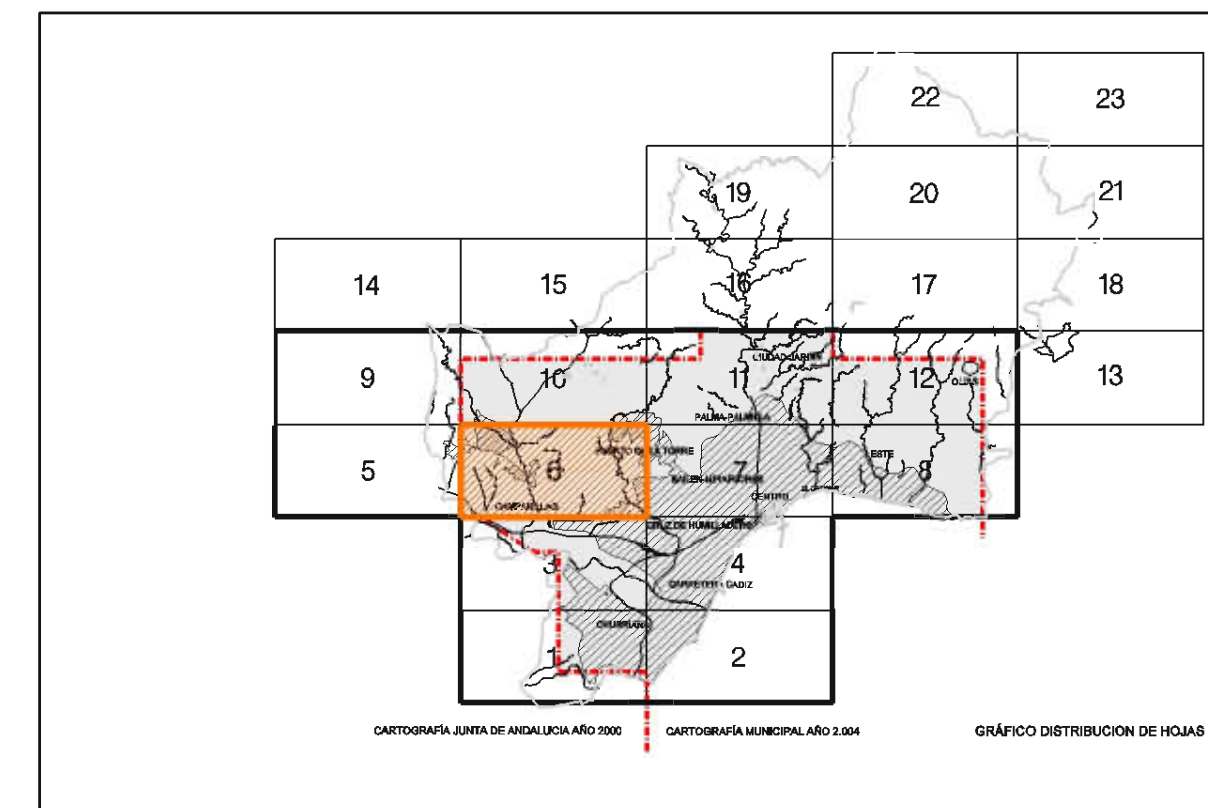 22 23
19 20 21
14 15 16 17 18
CIUDAD JARDIN
9 10 11 12 13
OLIAS
PALMA-PALMILLA
PUERTO DE LA TORRE ESTE
5 6 7 8
BAILEN-MIRAFLORES
CENTRO
CAMPANILLAS
CRUZ DE HUMILLADERO
3 4
CARRETERA CADIZ
CHURRIANA
1 2
CARTOGRAFÍA JUNTA DE ANDALUCIA AÑO 2000 CARTOGRAFÍA MUNICIPAL AÑO 2.004 GRÁFICO DISTRIBUCION DE HOJAS